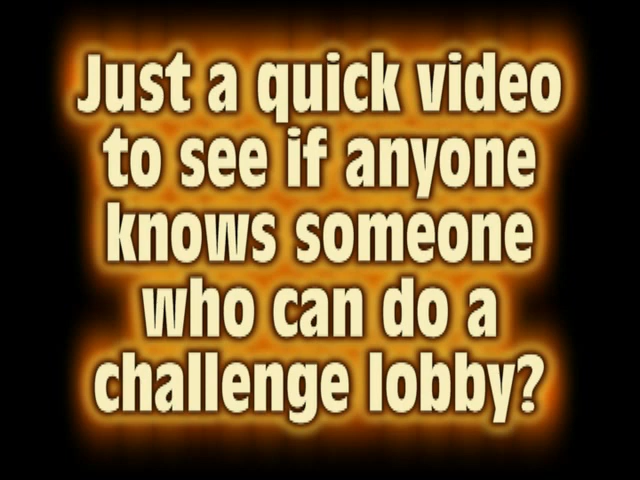 Just a quick video
to see if anyone
knows someone
who can do a
challenge lobby?